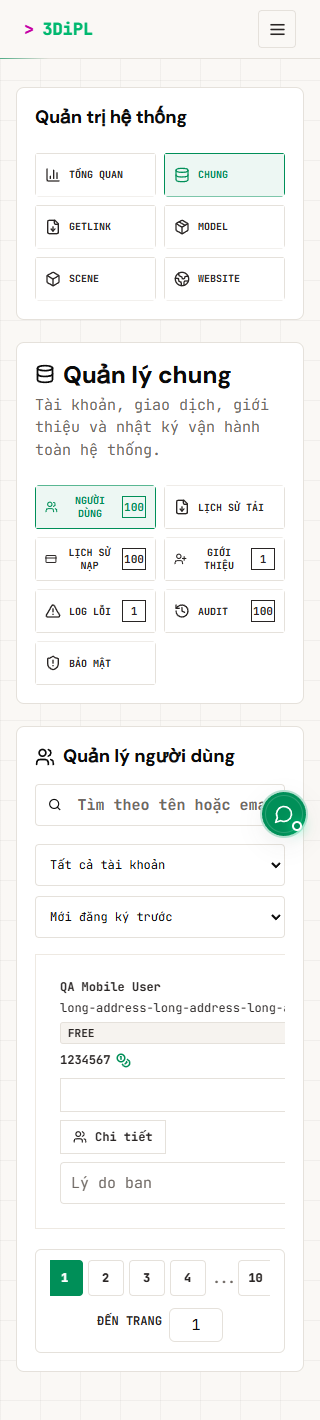 > 3DiPL
Quản trị hệ thống
TỔNG QUAN
CHUNG
GETLINK
MODEL
SCENE
WEBSITE
Quản lý chung
Tài khoản, giao dịch, giới
thiệu và nhật ký vận hành
toàn hệ thống.
NGƯỜI
DÙNG
100
LỊCH SỬ TẢI
LỊCH SỬ
NẠP
100
GIỚI
THIỆU
1
LOG LỖI
1
AUDIT
100
BẢO MẬT
Quản lý người dùng
Tìm theo tên hoặc ema
Tất cả tài khoản
Mới đăng ký trước
QA Mobile User
long-address-long-address-long-
FREE
1234567
Chi tiết
Lý do ban
1 2 3 4 ... 10
ĐẾN TRANG 1